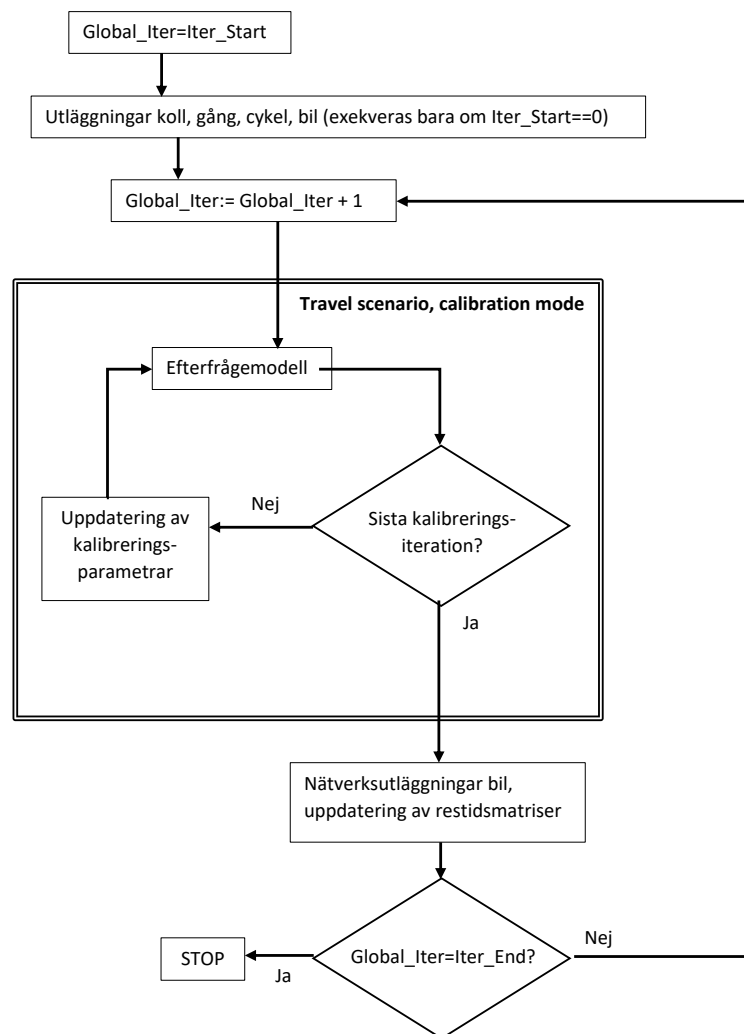 Global_Iter=Iter_Start
Utläggningar koll, gång, cykel, bil (exekveras bara om Iter_Start==0)
Global_Iter:= Global_Iter + 1
Travel scenario, calibration mode
Efterfrågemodell
Nej
Uppdatering av
kalibrerings-
parametrar
Sista kalibrerings-
iteration?
Ja
Nätverksutläggningar bil,
uppdatering av restidsmatriser
Global_Iter=Iter_End?
Nej
STOP
Ja